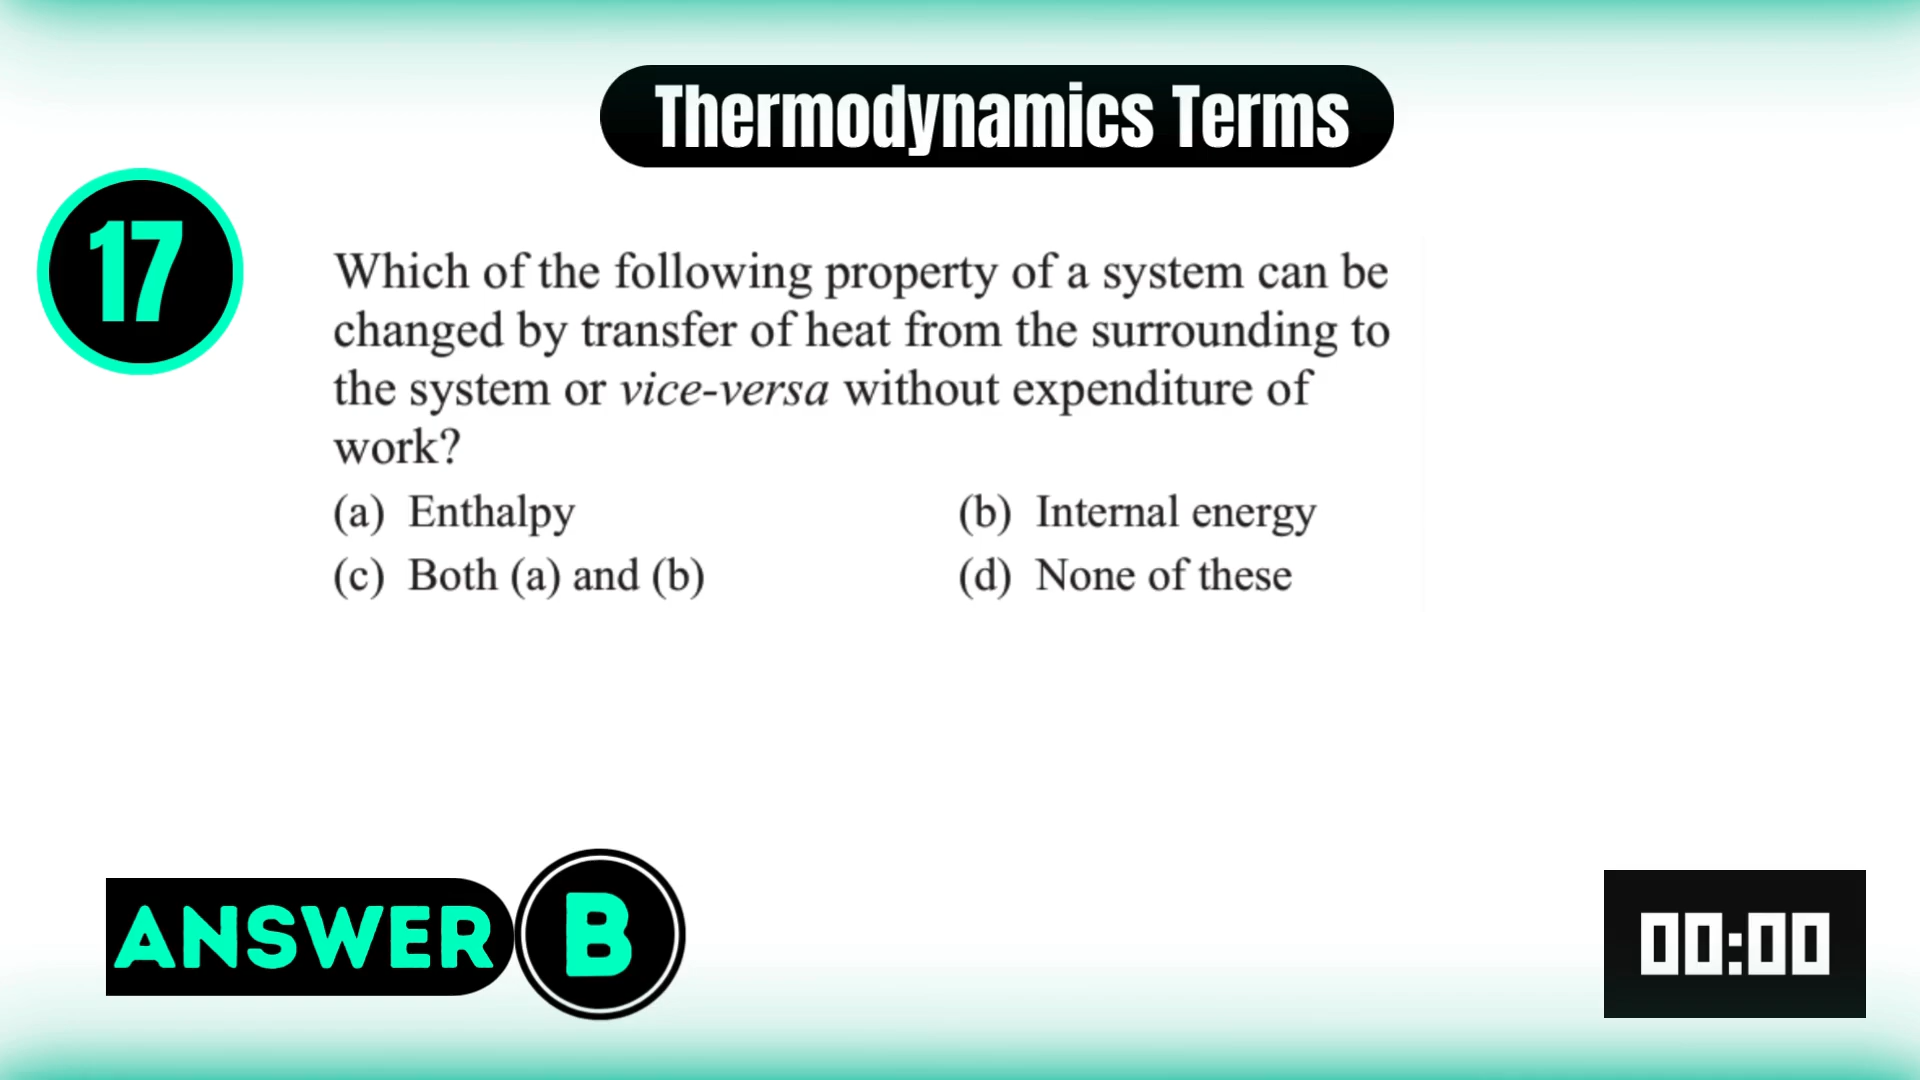 Thermodynamics Terms
17
Which of the following property of a system can be
changed by transfer of heat from the surrounding to
the system or vice-versa without expenditure of
work?
(a) Enthalpy (b) Internal energy
(c) Both (a) and (b) (d) None of these
ANSWER B
00:00